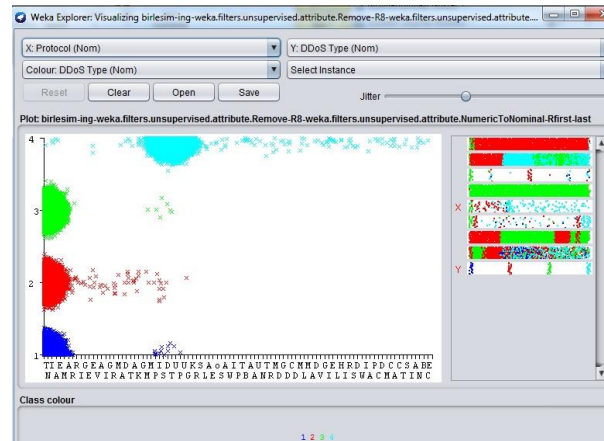 Weka Explorer: Visualizing birlesim-ing-weka.filters.unsupervised.attribute.Remove-R8-weka.filters.unsupervised.attribute....
X: Protocol (Nom)
Y: DDoS Type (Nom)
Colour: DDoS Type (Nom)
Select Instance
Reset
Clear
Open
Save
Jitter
Plot: birlesim-ing-weka.filters.unsupervised.attribute.Remove-R8-weka.filters.unsupervised.attribute.NumericToNominal-Rfirst-last
4
3
2
1
X
Y
Class colour
1 2 3 4